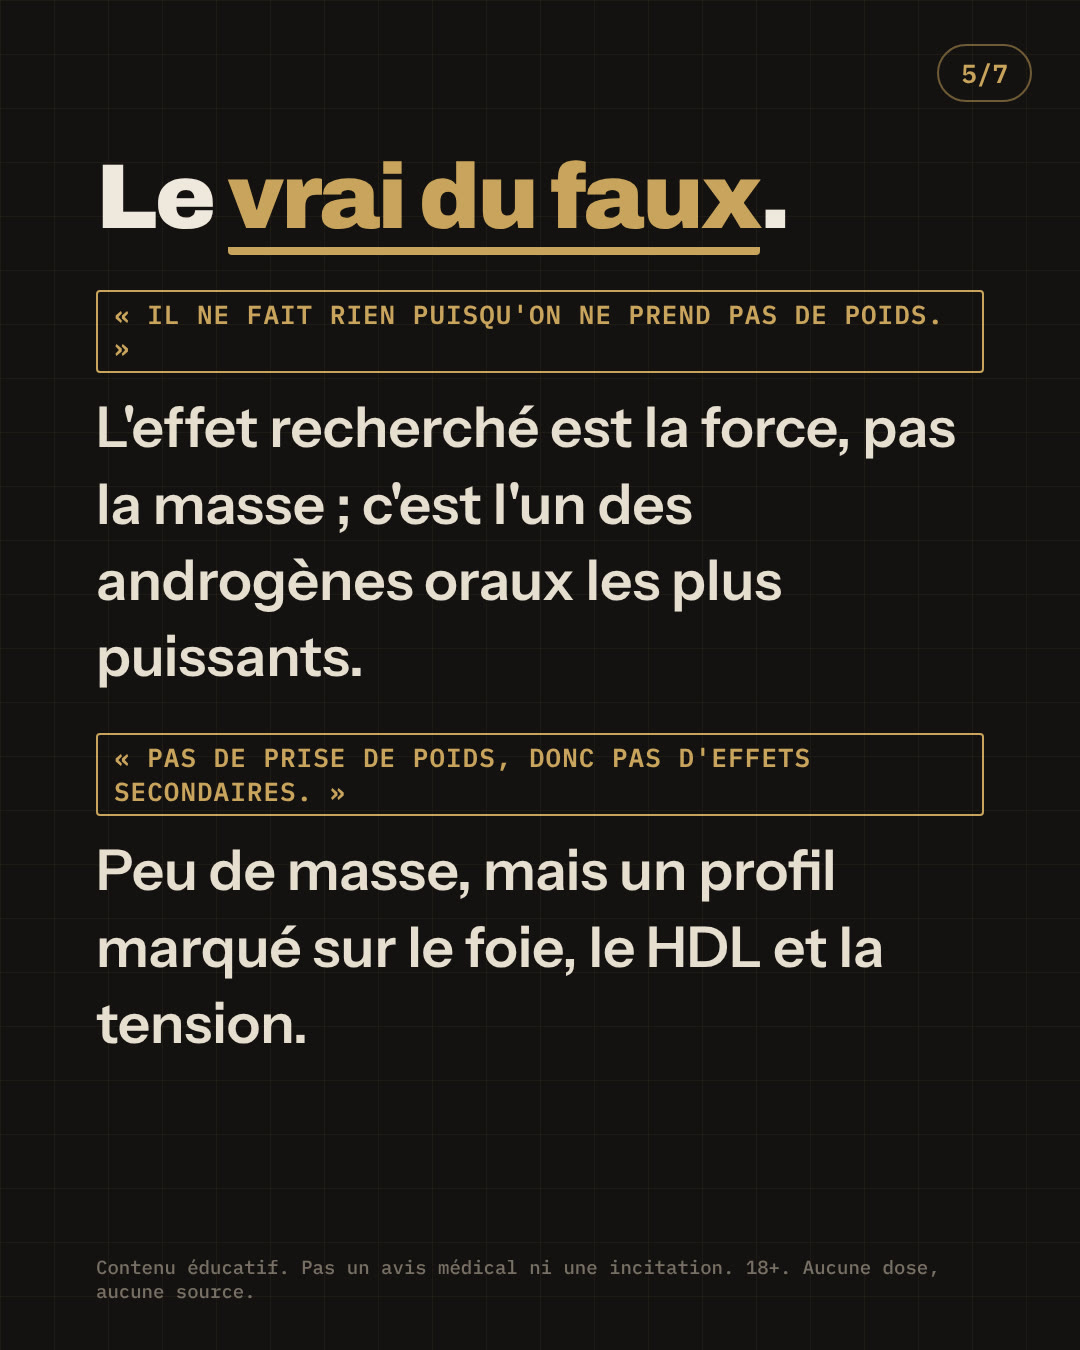 5/7
Le vrai du faux.
« IL NE FAIT RIEN PUISQU'ON NE PREND PAS DE POIDS.
»
L'effet recherché est la force, pas
la masse ; c'est l'un des
androgènes oraux les plus
puissants.
« PAS DE PRISE DE POIDS, DONC PAS D'EFFETS
SECONDAIRES. »
Peu de masse, mais un profil
marqué sur le foie, le HDL et la
tension.
Contenu éducatif. Pas un avis médical ni une incitation. 18+. Aucune dose,
aucune source.